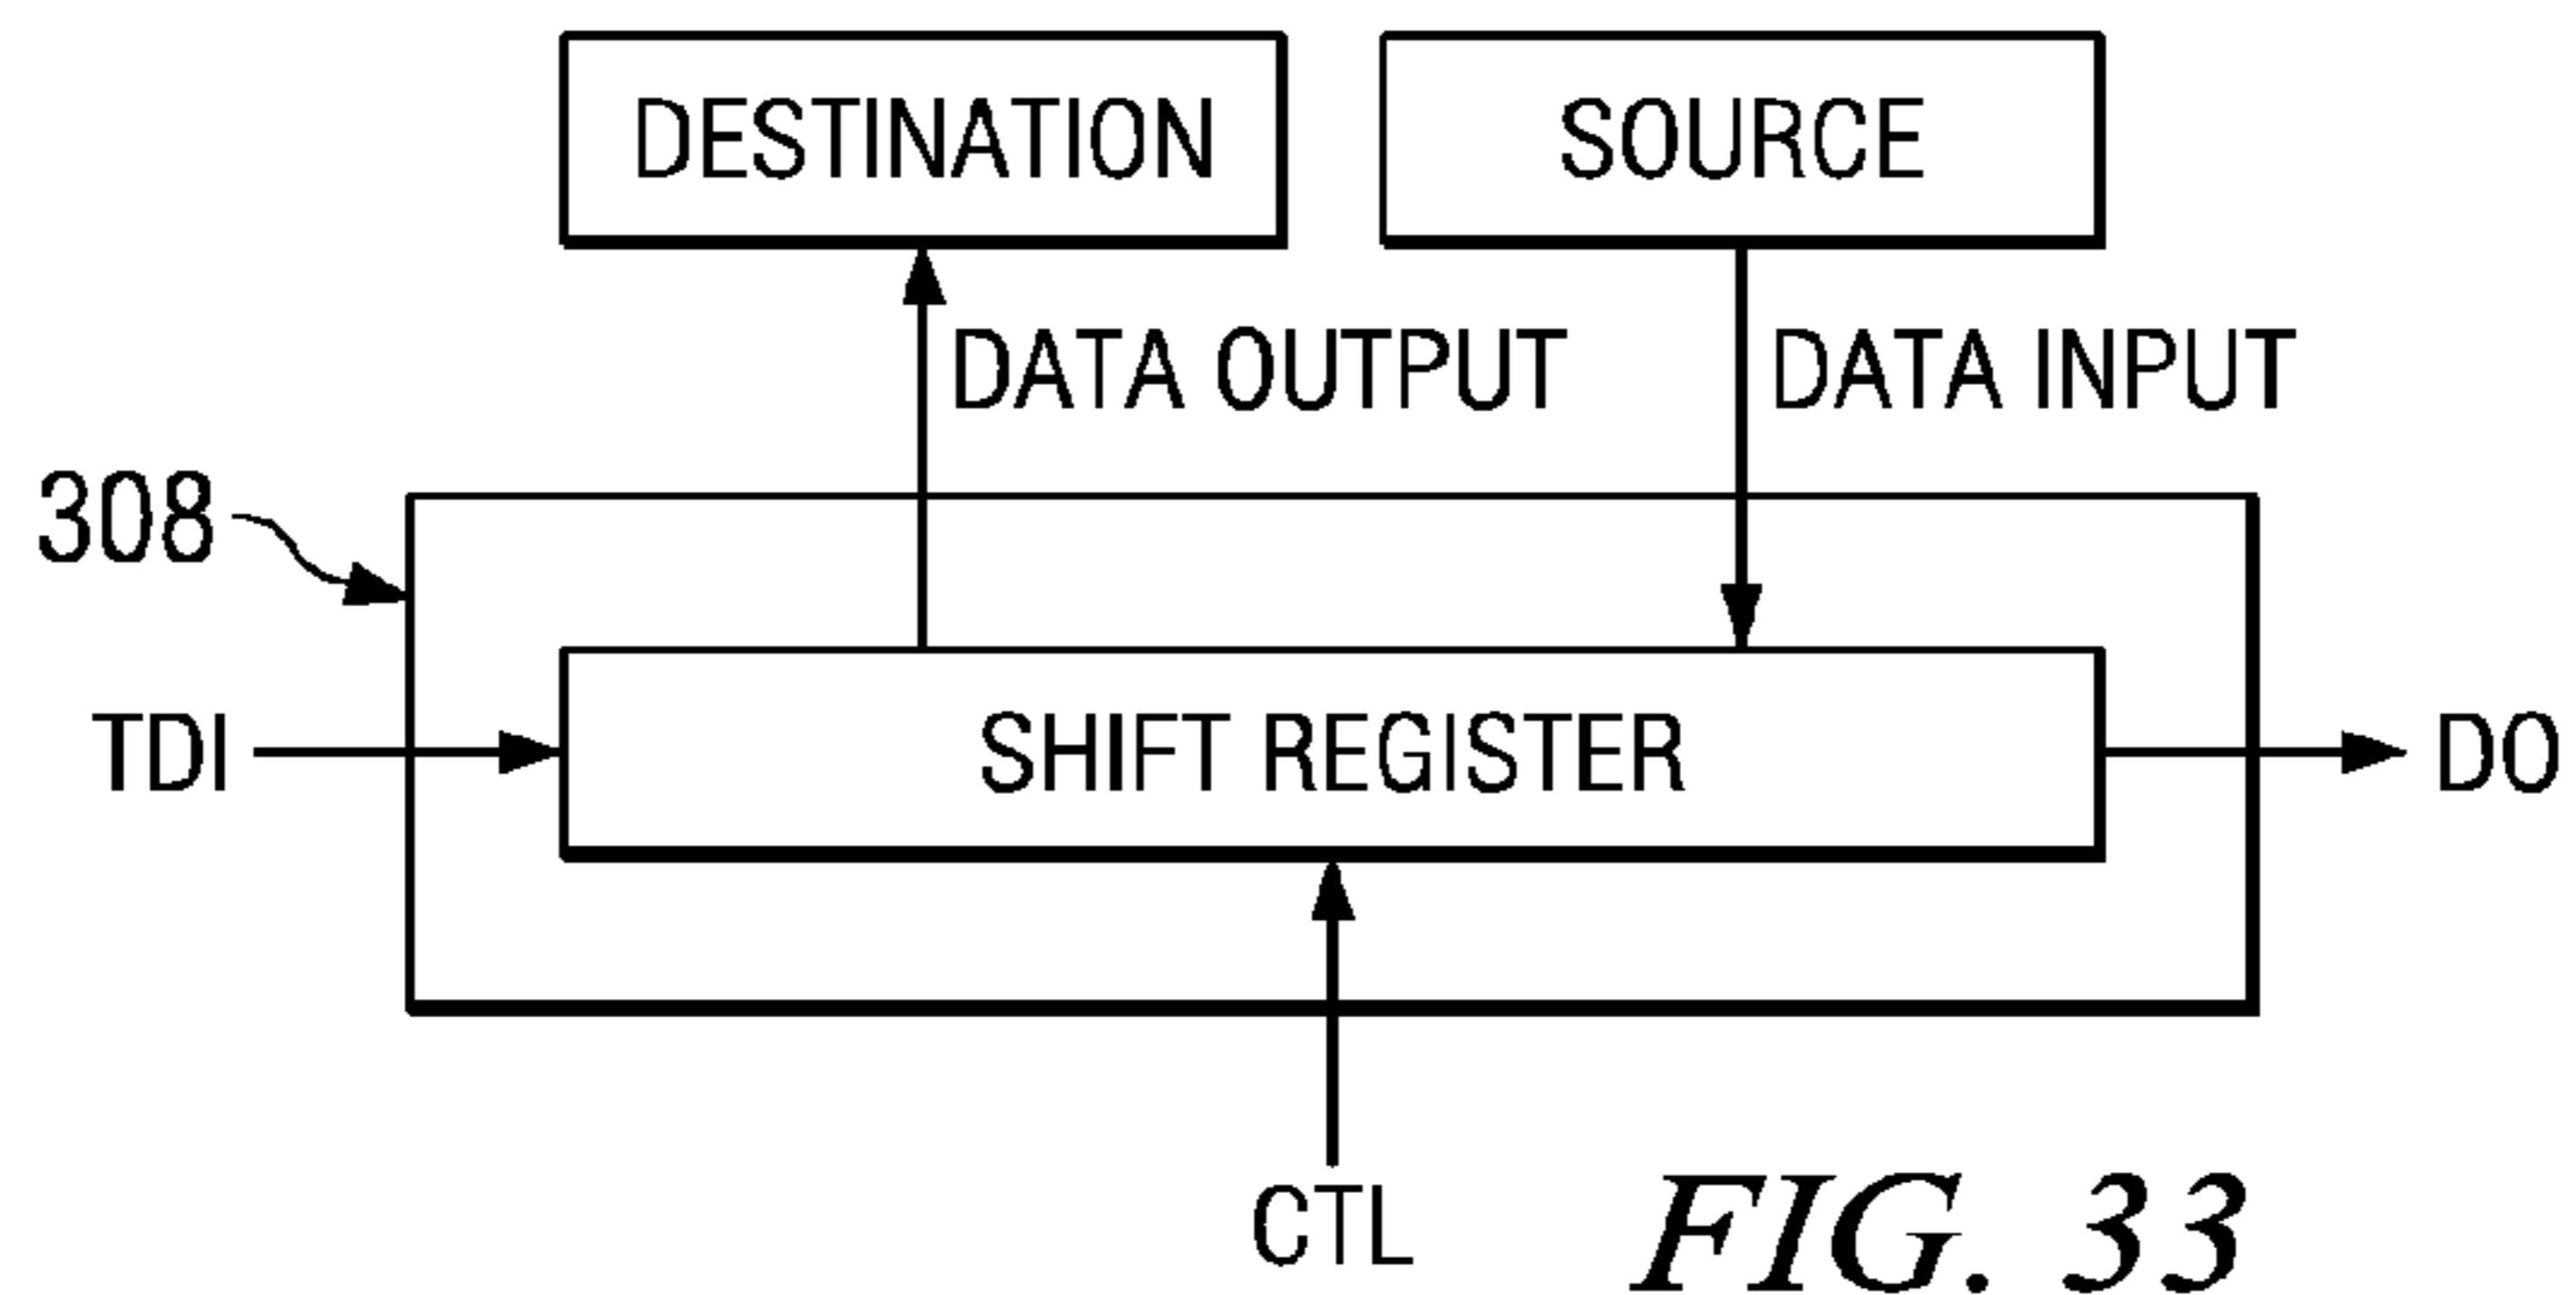 DESTINATION
SOURCE
DATA OUTPUT
DATA INPUT
308
TDI
SHIFT REGISTER
DO
CTL
FIG. 33